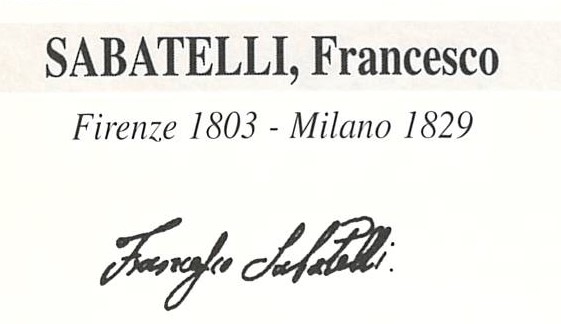 SABATELLI, Francesco
Firenze 1803 - Milano 1829
Francesco Sabatelli.